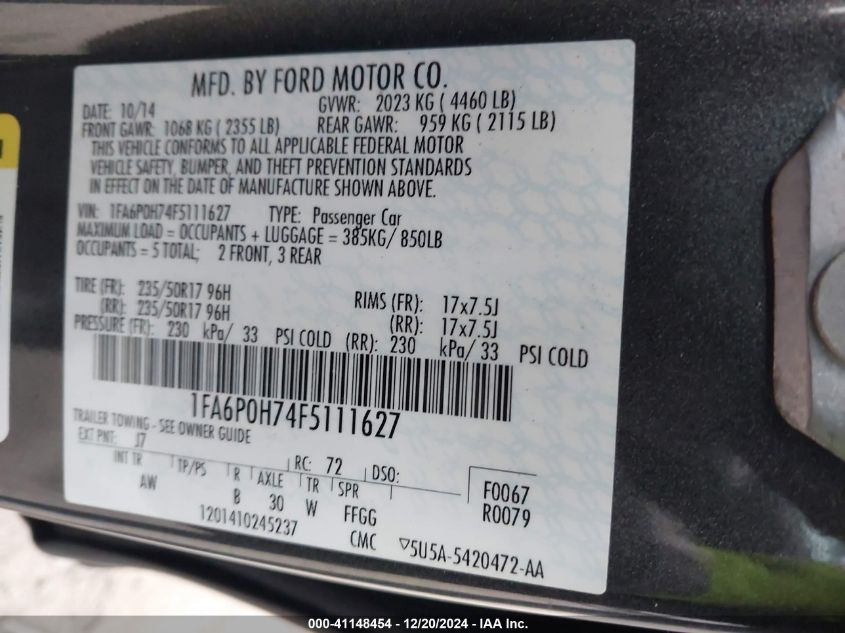 MFD. BY FORD MOTOR CO.
DATE: 10/14 GVWR: 2023 KG ( 4460 LB)
FRONT GAWR: 1068 KG ( 2355 LB) REAR GAWR: 959 KG ( 2115 LB)
THIS VEHICLE CONFORMS TO ALL APPLICABLE FEDERAL MOTOR
VEHICLE SAFETY, BUMPER, AND THEFT PREVENTION STANDARDS
IN EFFECT ON THE DATE OF MANUFACTURE SHOWN ABOVE.
VIN: 1FA6P0H74F5111627 TYPE: Passenger Car
MAXIMUM LOAD = OCCUPANTS + LUGGAGE = 385KG/ 850LB
OCCUPANTS = 5 TOTAL; 2 FRONT, 3 REAR
TIRE (FR): 235/50R17 96H RIMS (FR): 17x7.5J
(RR): 235/50R17 96H (RR): 17x7.5J
PRESSURE (FR): 230 kPa/ 33 PSI COLD (RR): 230 kPa/ 33 PSI COLD
1FA6P0H74F5111627
TRAILER TOWING - SEE OWNER GUIDE
EXT PNT: J7 RC: 72 DSO:
INT TR TP/PS R AXLE TR SPR F0067
AW B 30 W FFGG R0079
1201410245237 CMC ▽5U5A-5420472-AA
000-41148454 - 12/20/2024 - IAA Inc.